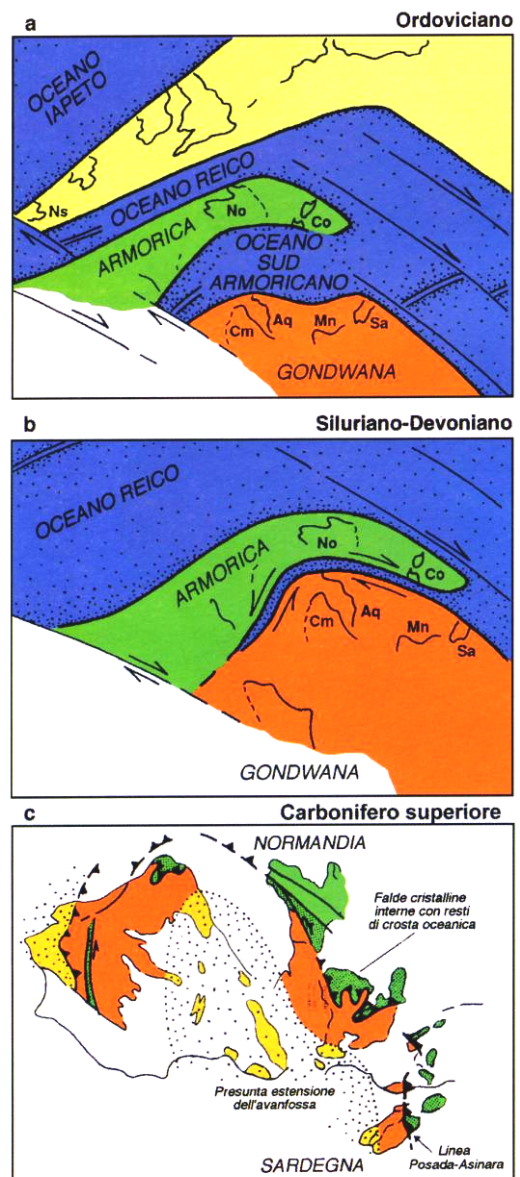 a
Ordoviciano
OCEANO
IAPETO
Ns
OCEANO REICO
No
Co
ARMORICA
OCEANO
SUD
ARMORICANO
Cm
Aq
Mn
Sa
GONDWANA
b
Siluriano-Devoniano
OCEANO REICO
No
ARMORICA
Co
Cm
Aq
Mn
Sa
GONDWANA
c
Carbonifero superiore
NORMANDIA
Falde cristalline
interne con resti
di crosta oceanica
Presunta estensione
dell'avanfossa
Linea
Posada-Asinara
SARDEGNA